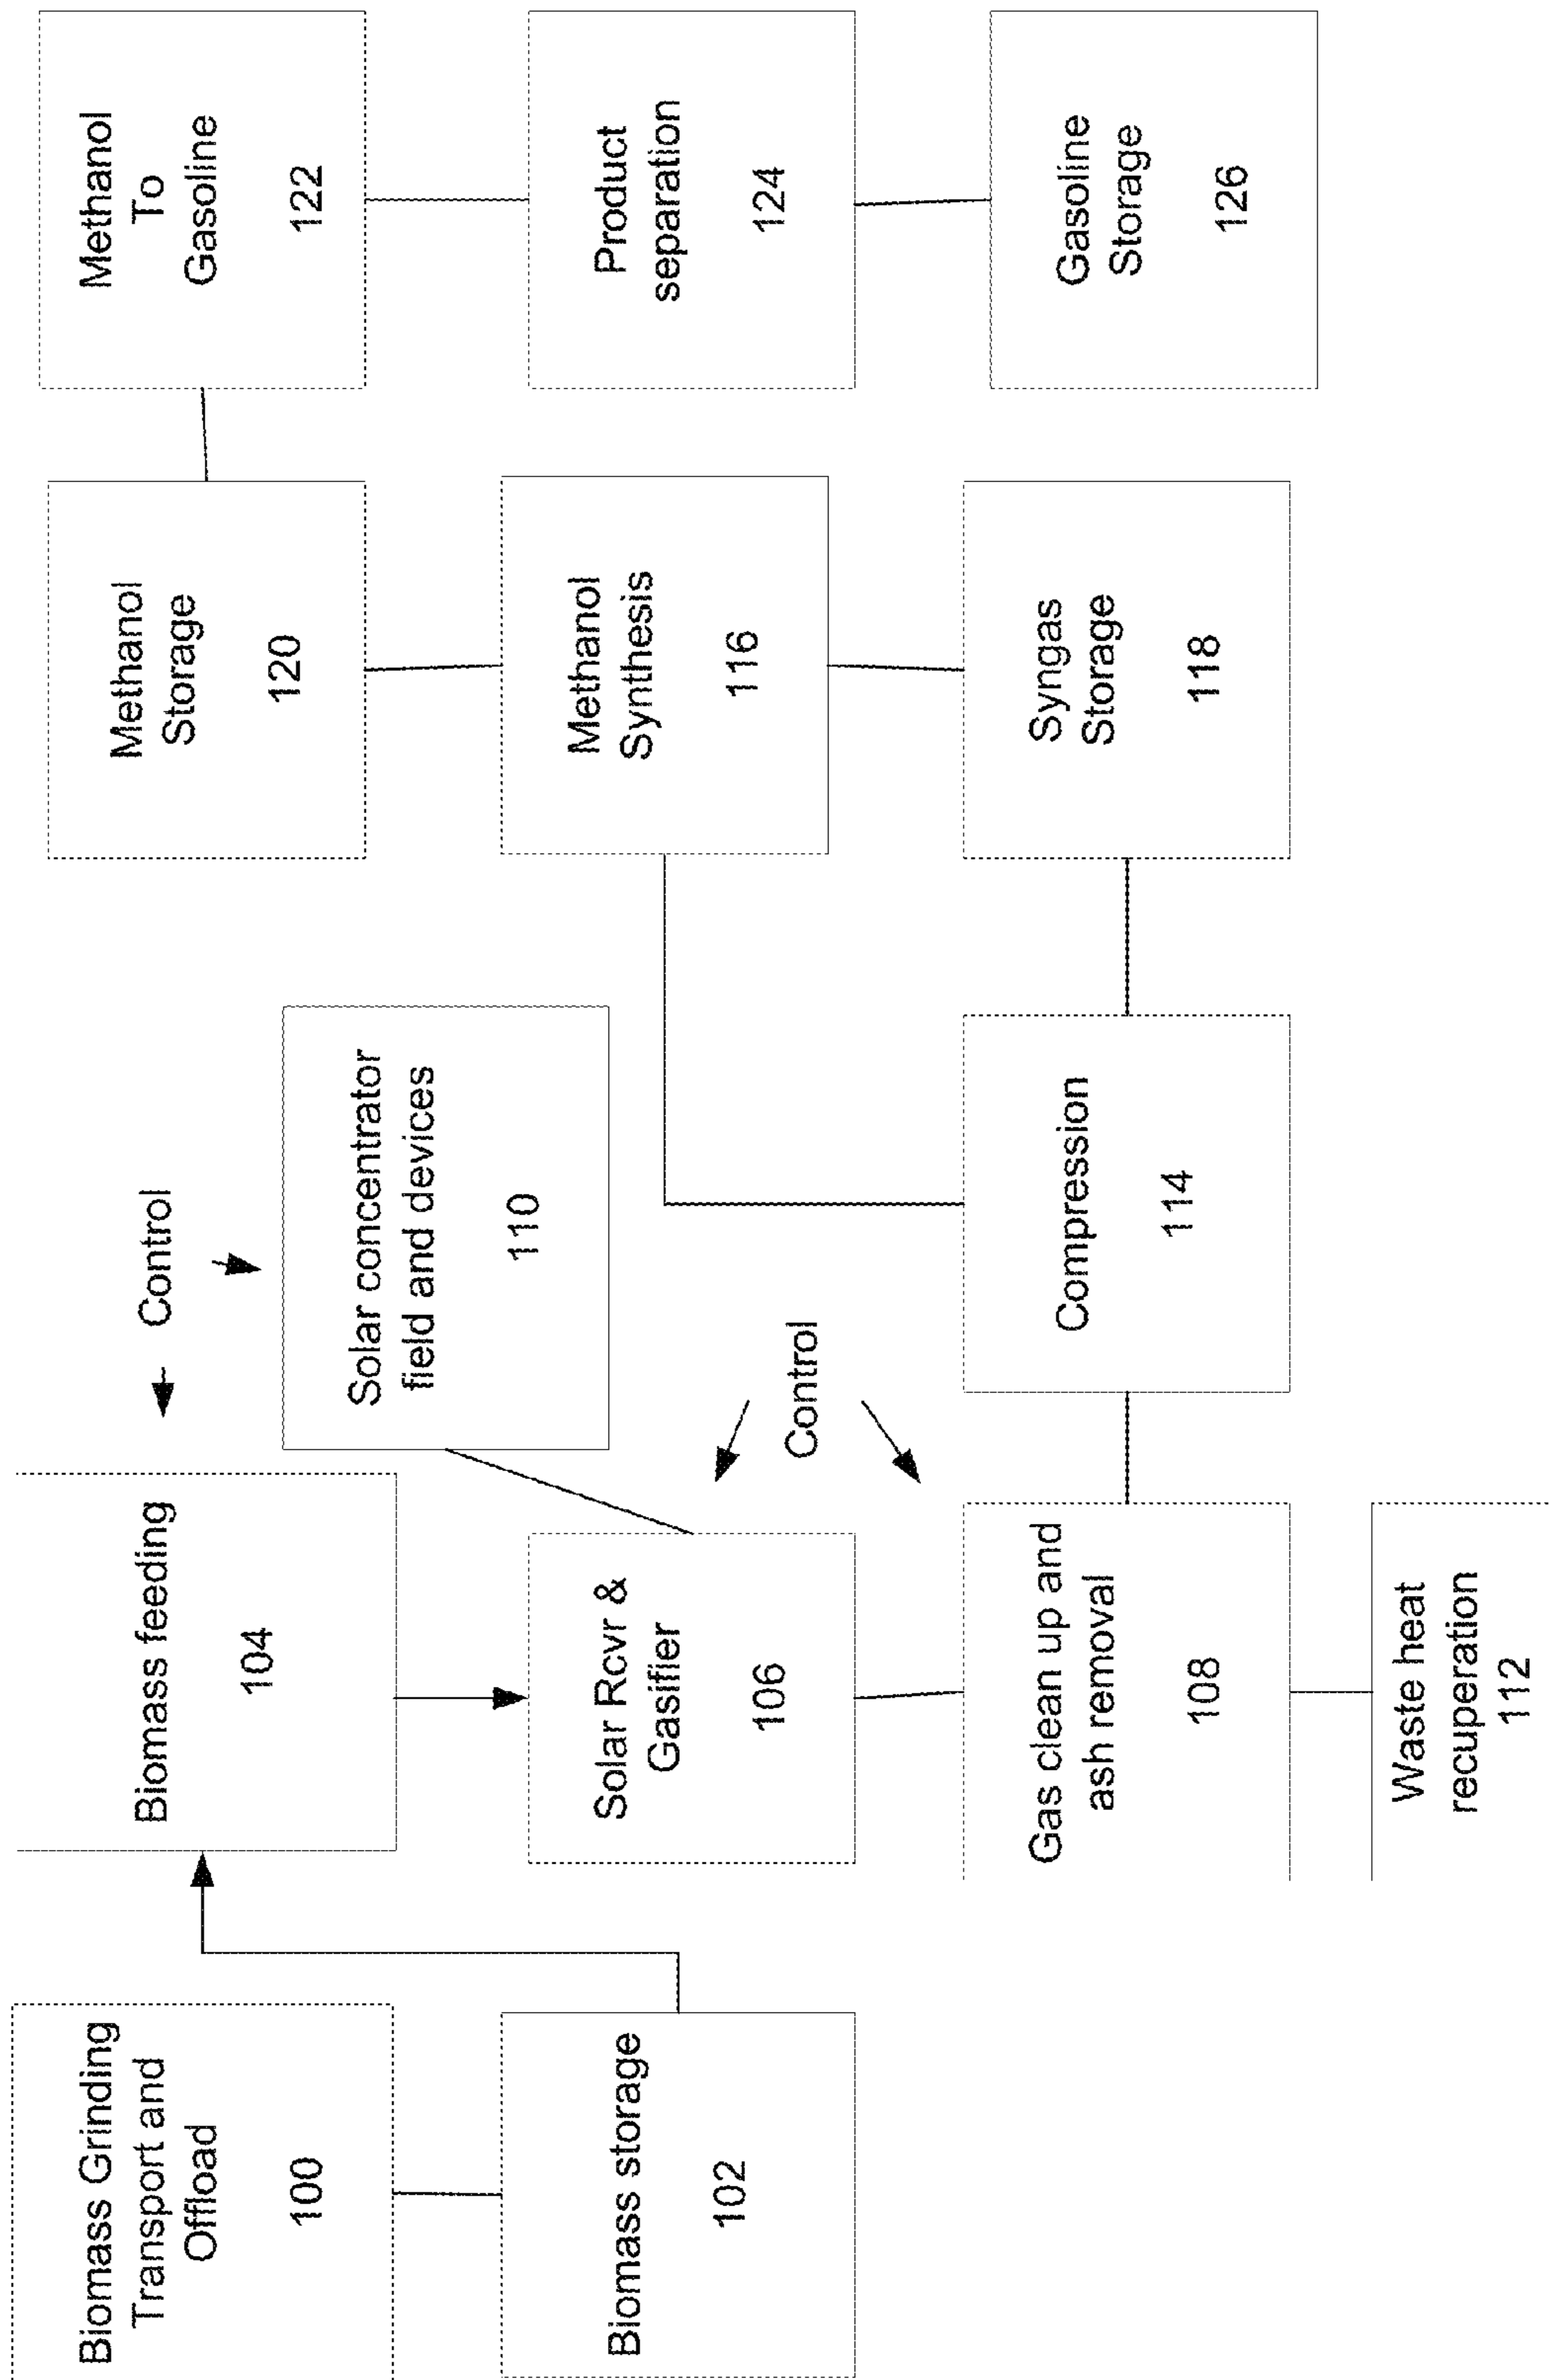 Biomass Grinding
Transport and
Offload
100
Biomass storage
102
Biomass feeding
104
Control
Solar concentrator
field and devices
110
Solar Rcvr &
Gasifier
106
Control
Gas clean up and
ash removal
108
Waste heat
recuperation
112
Compression
114
Methanol
Storage
120
Methanol
Synthesis
116
Syngas
Storage
118
Methanol
To
Gasoline
122
Product
separation
124
Gasoline
Storage
126